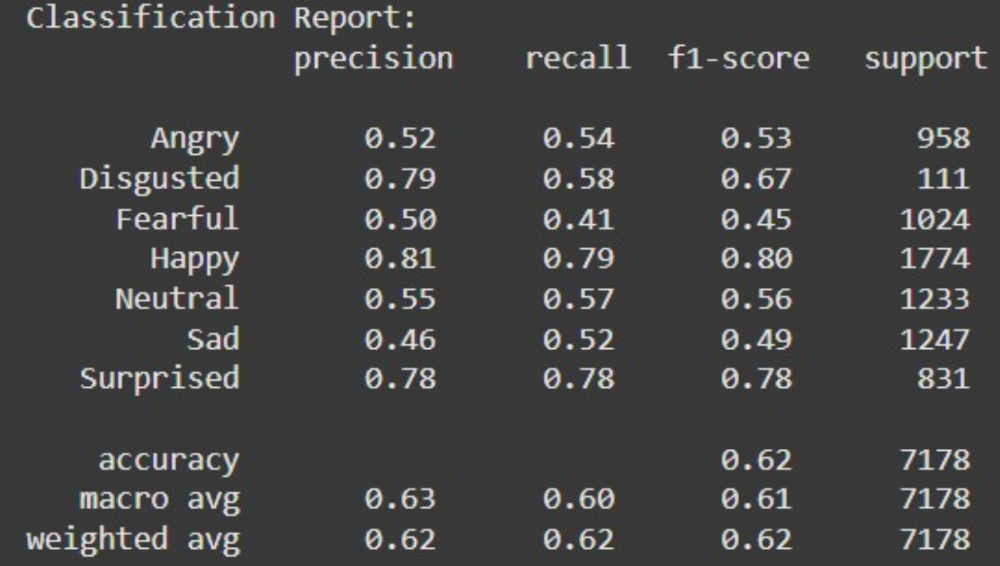 Classification Report:
precision recall f1-score support
Angry 0.52 0.54 0.53 958
Disgusted 0.79 0.58 0.67 111
Fearful 0.50 0.41 0.45 1024
Happy 0.81 0.79 0.80 1774
Neutral 0.55 0.57 0.56 1233
Sad 0.46 0.52 0.49 1247
Surprised 0.78 0.78 0.78 831
accuracy 0.62 7178
macro avg 0.63 0.60 0.61 7178
weighted avg 0.62 0.62 0.62 7178